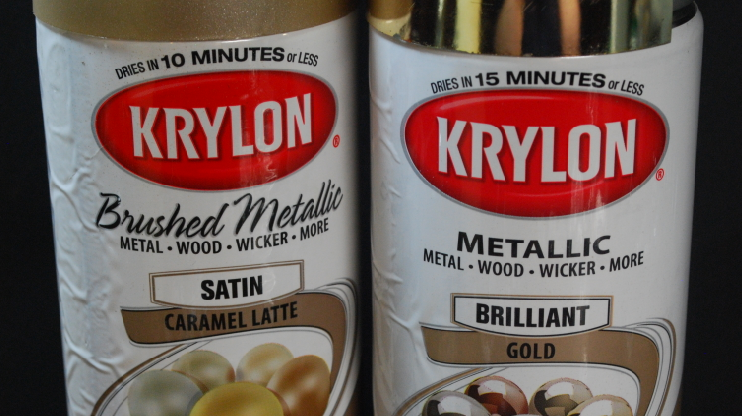 DRIES IN 10 MINUTES or LESS
KRYLON®
Brushed Metallic
METAL • WOOD • WICKER • MORE
SATIN
CARAMEL LATTE
DRIES IN 15 MINUTES or LESS
KRYLON®
METALLIC
METAL • WOOD • WICKER • MORE
BRILLIANT
GOLD